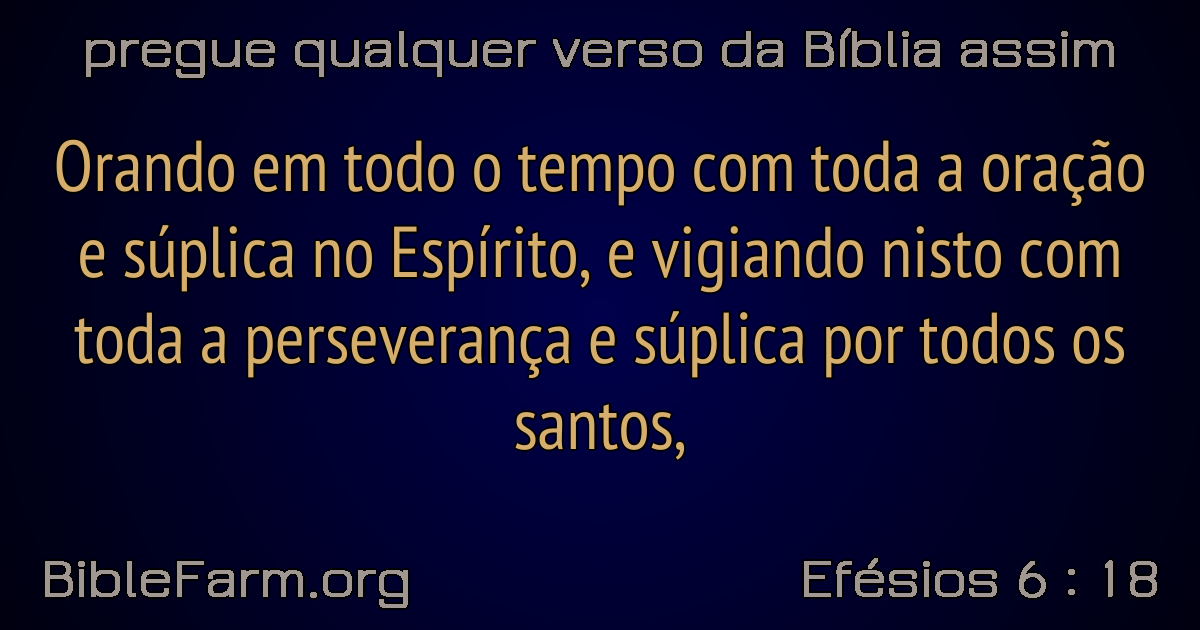 pregue qualquer verso da Bíblia assim
Orando em todo o tempo com toda a oração
e súplica no Espírito, e vigiando nisto com
toda a perseverança e súplica por todos os
santos,
BibleFarm.org
Efésios 6 : 18